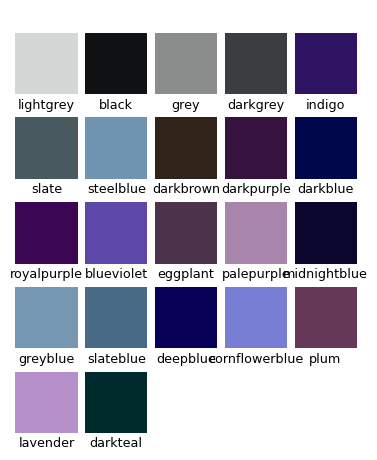 lightgrey black grey darkgrey indigo
slate steelblue darkbrown darkpurple darkblue
royalpurple blueviolet eggplant palepurple midnightblue
greyblue slateblue deepblue cornflowerblue plum
lavender darkteal